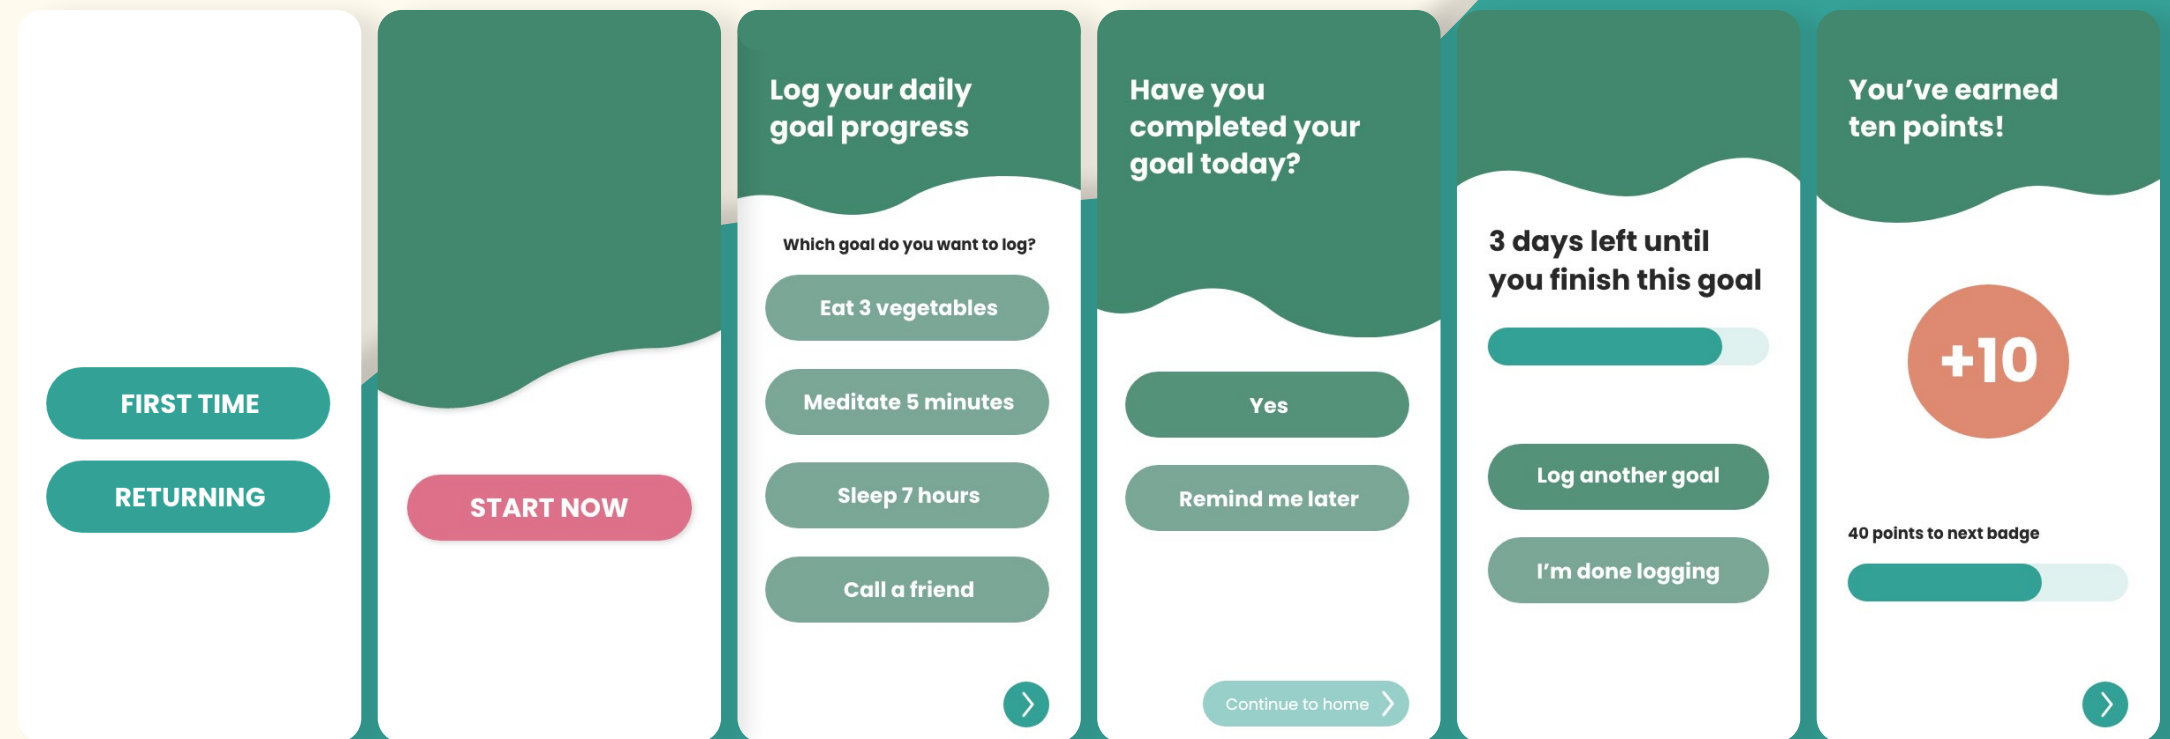 FIRST TIME
RETURNING
START NOW
Log your daily
goal progress
Which goal do you want to log?
Eat 3 vegetables
Meditate 5 minutes
Sleep 7 hours
Call a friend
Have you
completed your
goal today?
Yes
Remind me later
Continue to home
3 days left until
you finish this goal
Log another goal
I’m done logging
You’ve earned
ten points!
+10
40 points to next badge